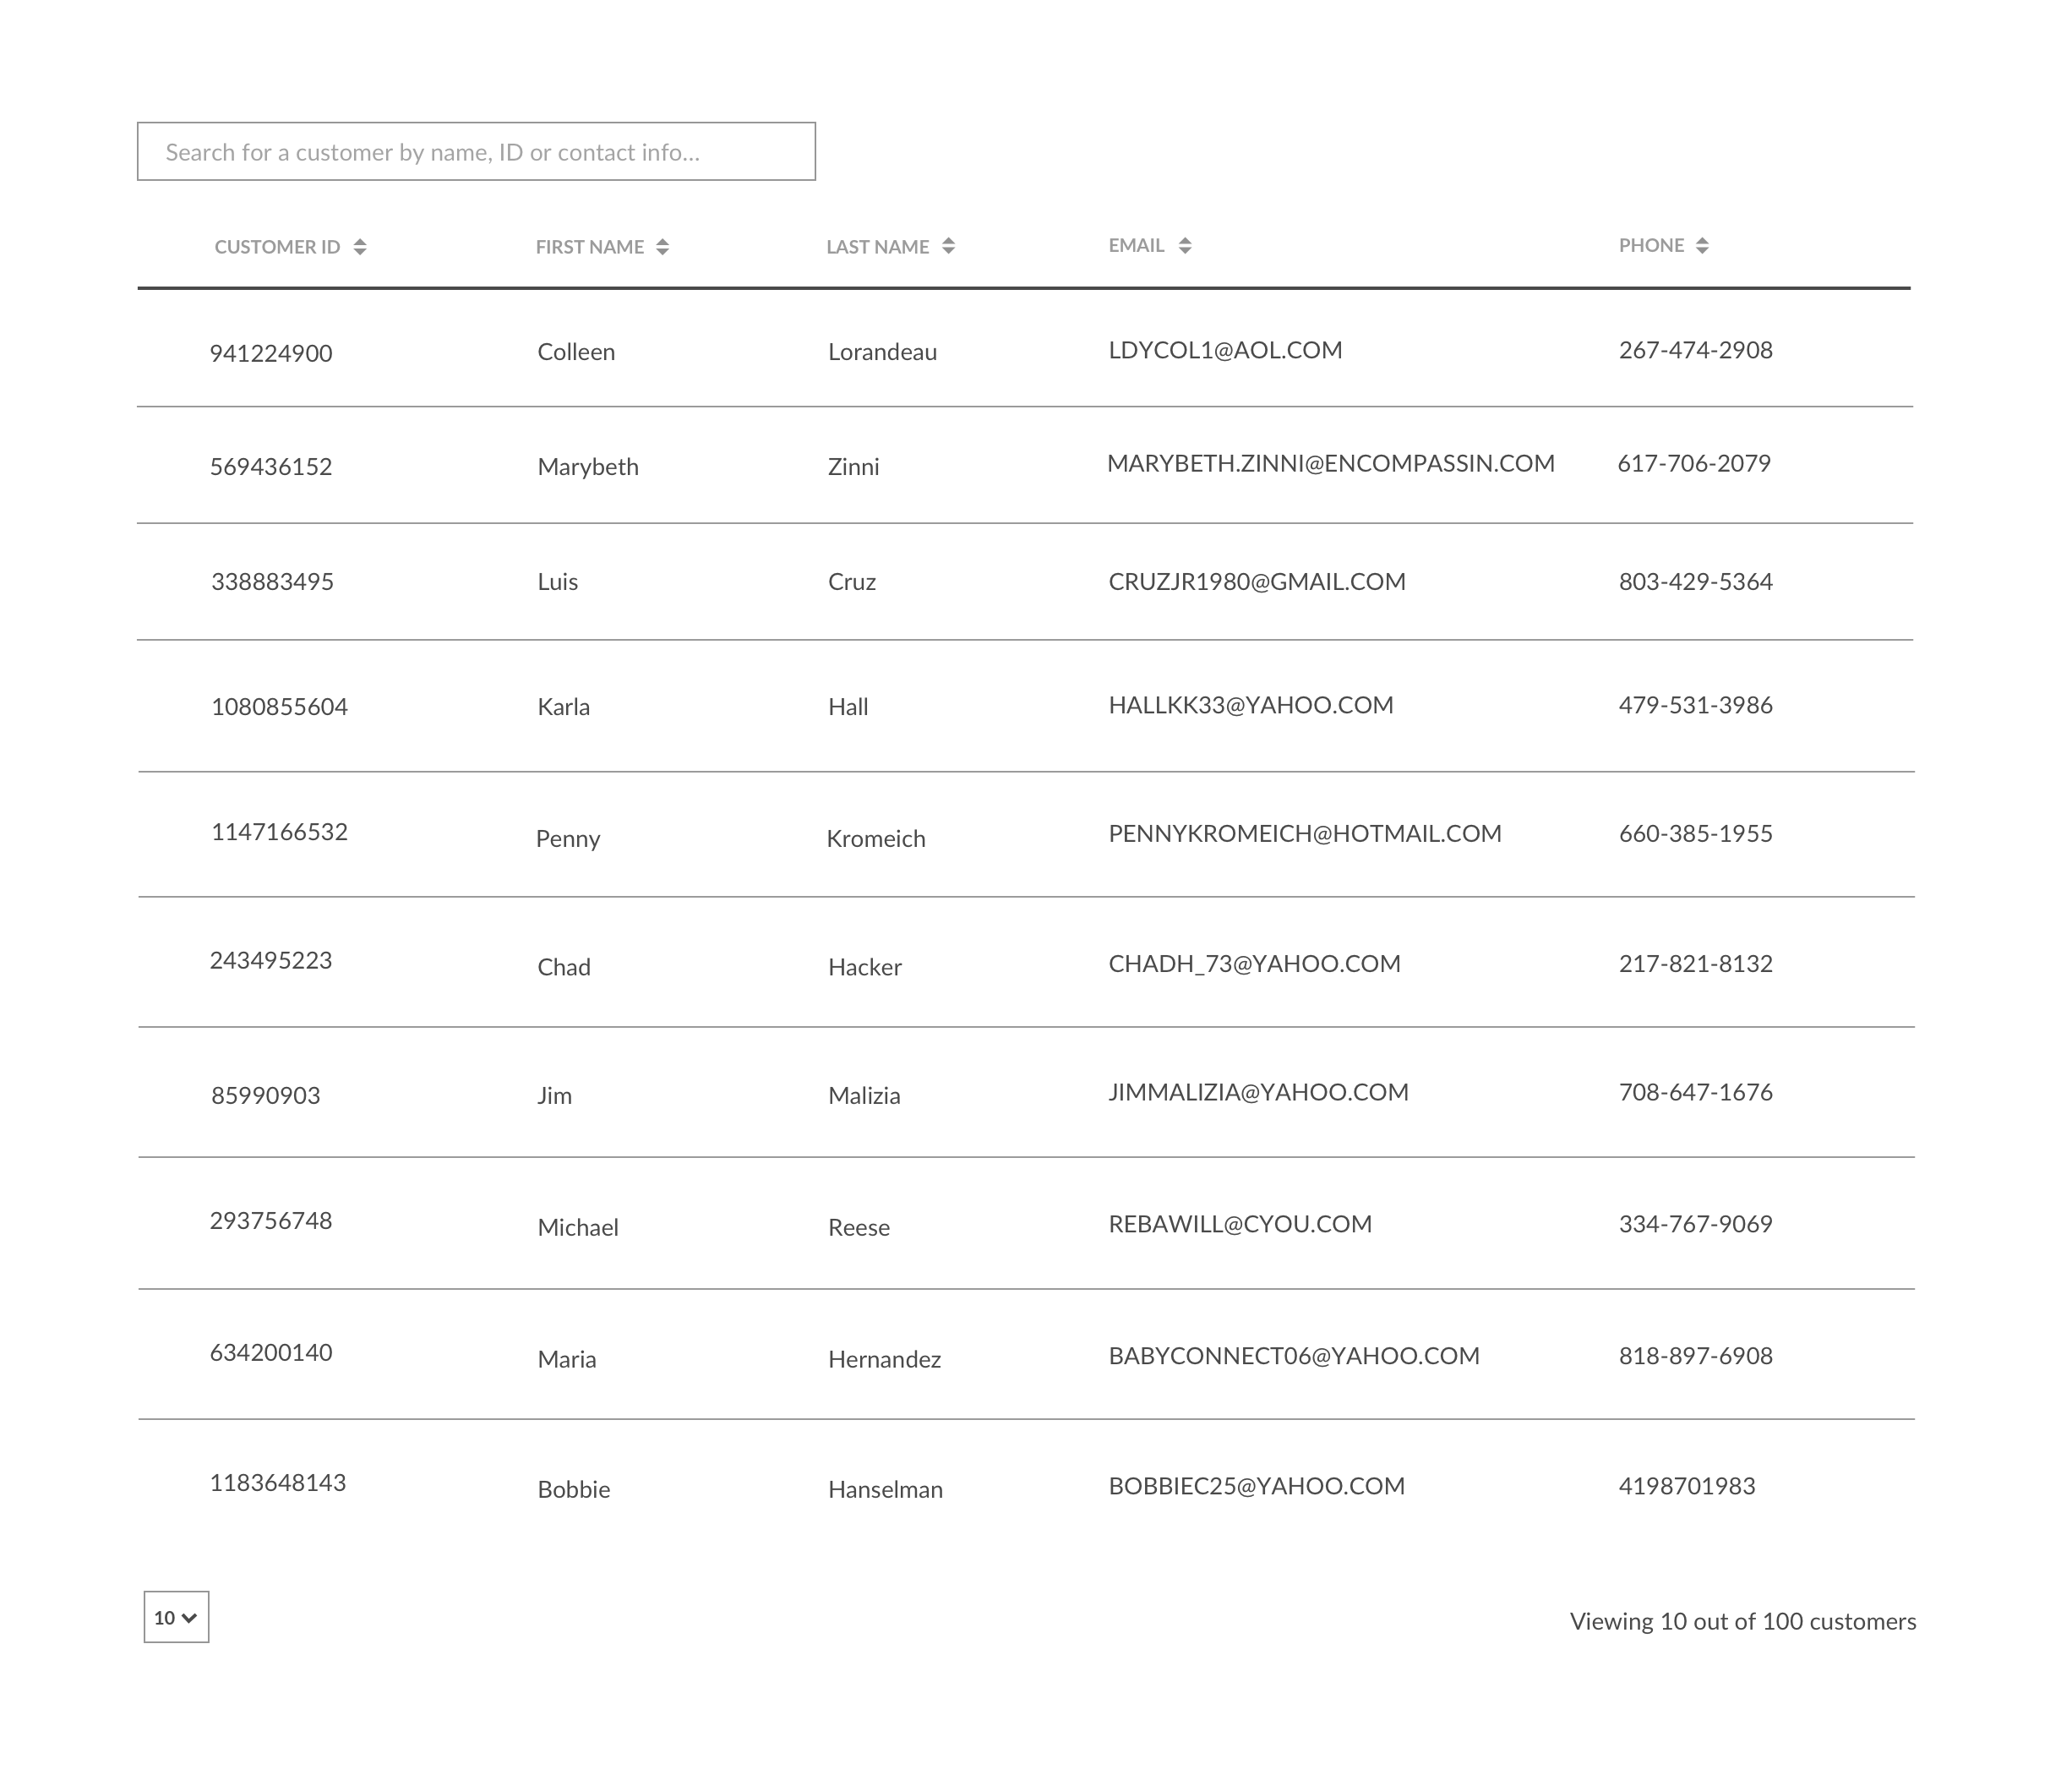 Search for a customer by name, ID or contact info...
CUSTOMER ID FIRST NAME LAST NAME EMAIL PHONE
941224900 Colleen Lorandeau LDYCOL1@AOL.COM 267-474-2908
569436152 Marybeth Zinni MARYBETH.ZINNI@ENCOMPASSIN.COM 617-706-2079
338883495 Luis Cruz CRUZJR1980@GMAIL.COM 803-429-5364
1080855604 Karla Hall HALLKK33@YAHOO.COM 479-531-3986
1147166532 Penny Kromeich PENNYKROMEICH@HOTMAIL.COM 660-385-1955
243495223 Chad Hacker CHADH_73@YAHOO.COM 217-821-8132
85990903 Jim Malizia JIMMALIZIA@YAHOO.COM 708-647-1676
293756748 Michael Reese REBAWILL@CYOU.COM 334-767-9069
634200140 Maria Hernandez BABYCONNECT06@YAHOO.COM 818-897-6908
1183648143 Bobbie Hanselman BOBBIEC25@YAHOO.COM 4198701983
10 Viewing 10 out of 100 customers